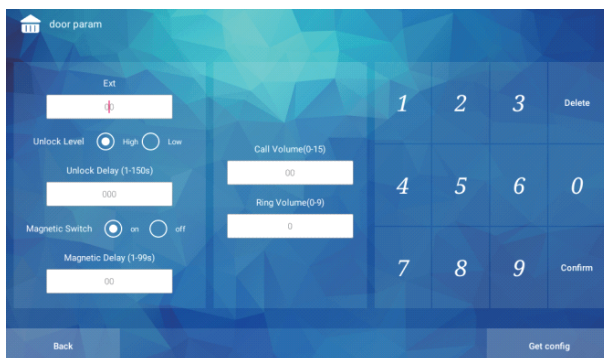 door param
Ext
00
Unlock Level High Low
Unlock Delay (1-150s)
000
Magnetic Switch on off
Magnetic Delay (1-99s)
00
Call Volume(0-15)
00
Ring Volume(0-9)
0
1 2 3 Delete
4 5 6 0
7 8 9 Confirm
Back
Get config